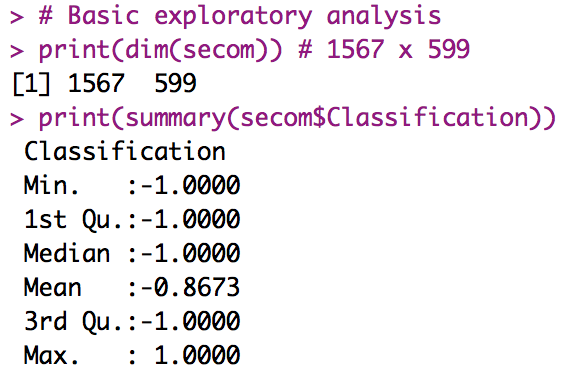 > # Basic exploratory analysis
> print(dim(secom)) # 1567 x 599
[1] 1567  599
> print(summary(secom$Classification))
 Classification
 Min.   :-1.0000
 1st Qu.:-1.0000
 Median :-1.0000
 Mean   :-0.8673
 3rd Qu.:-1.0000
 Max.   : 1.0000